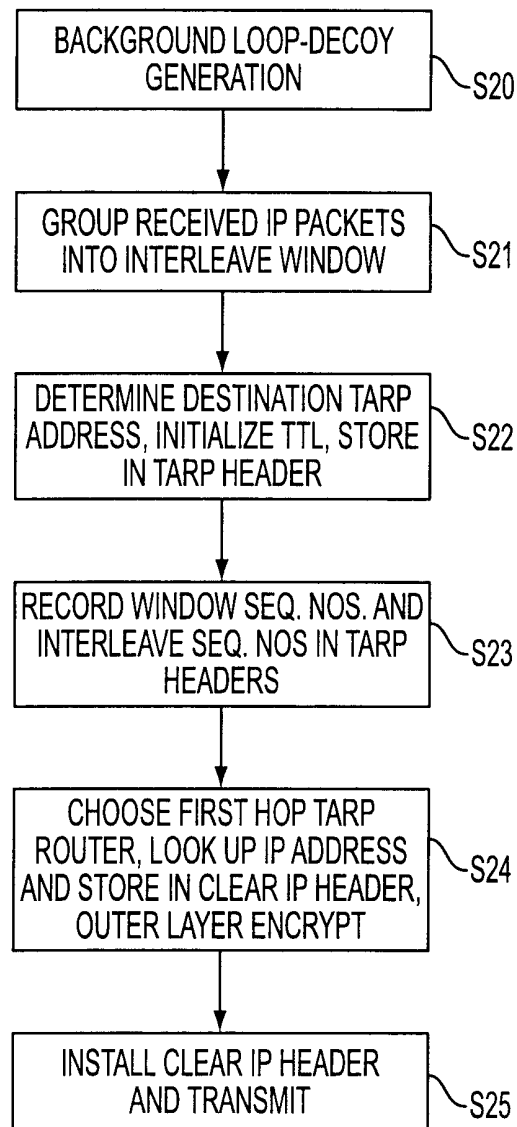 BACKGROUND LOOP-DECOY
GENERATION
S20
GROUP RECEIVED IP PACKETS
INTO INTERLEAVE WINDOW
S21
DETERMINE DESTINATION TARP
ADDRESS, INITIALIZE TTL, STORE
IN TARP HEADER
S22
RECORD WINDOW SEQ. NOS. AND
INTERLEAVE SEQ. NOS IN TARP
HEADERS
S23
CHOOSE FIRST HOP TARP
ROUTER, LOOK UP IP ADDRESS
AND STORE IN CLEAR IP HEADER,
OUTER LAYER ENCRYPT
S24
INSTALL CLEAR IP HEADER
AND TRANSMIT
S25